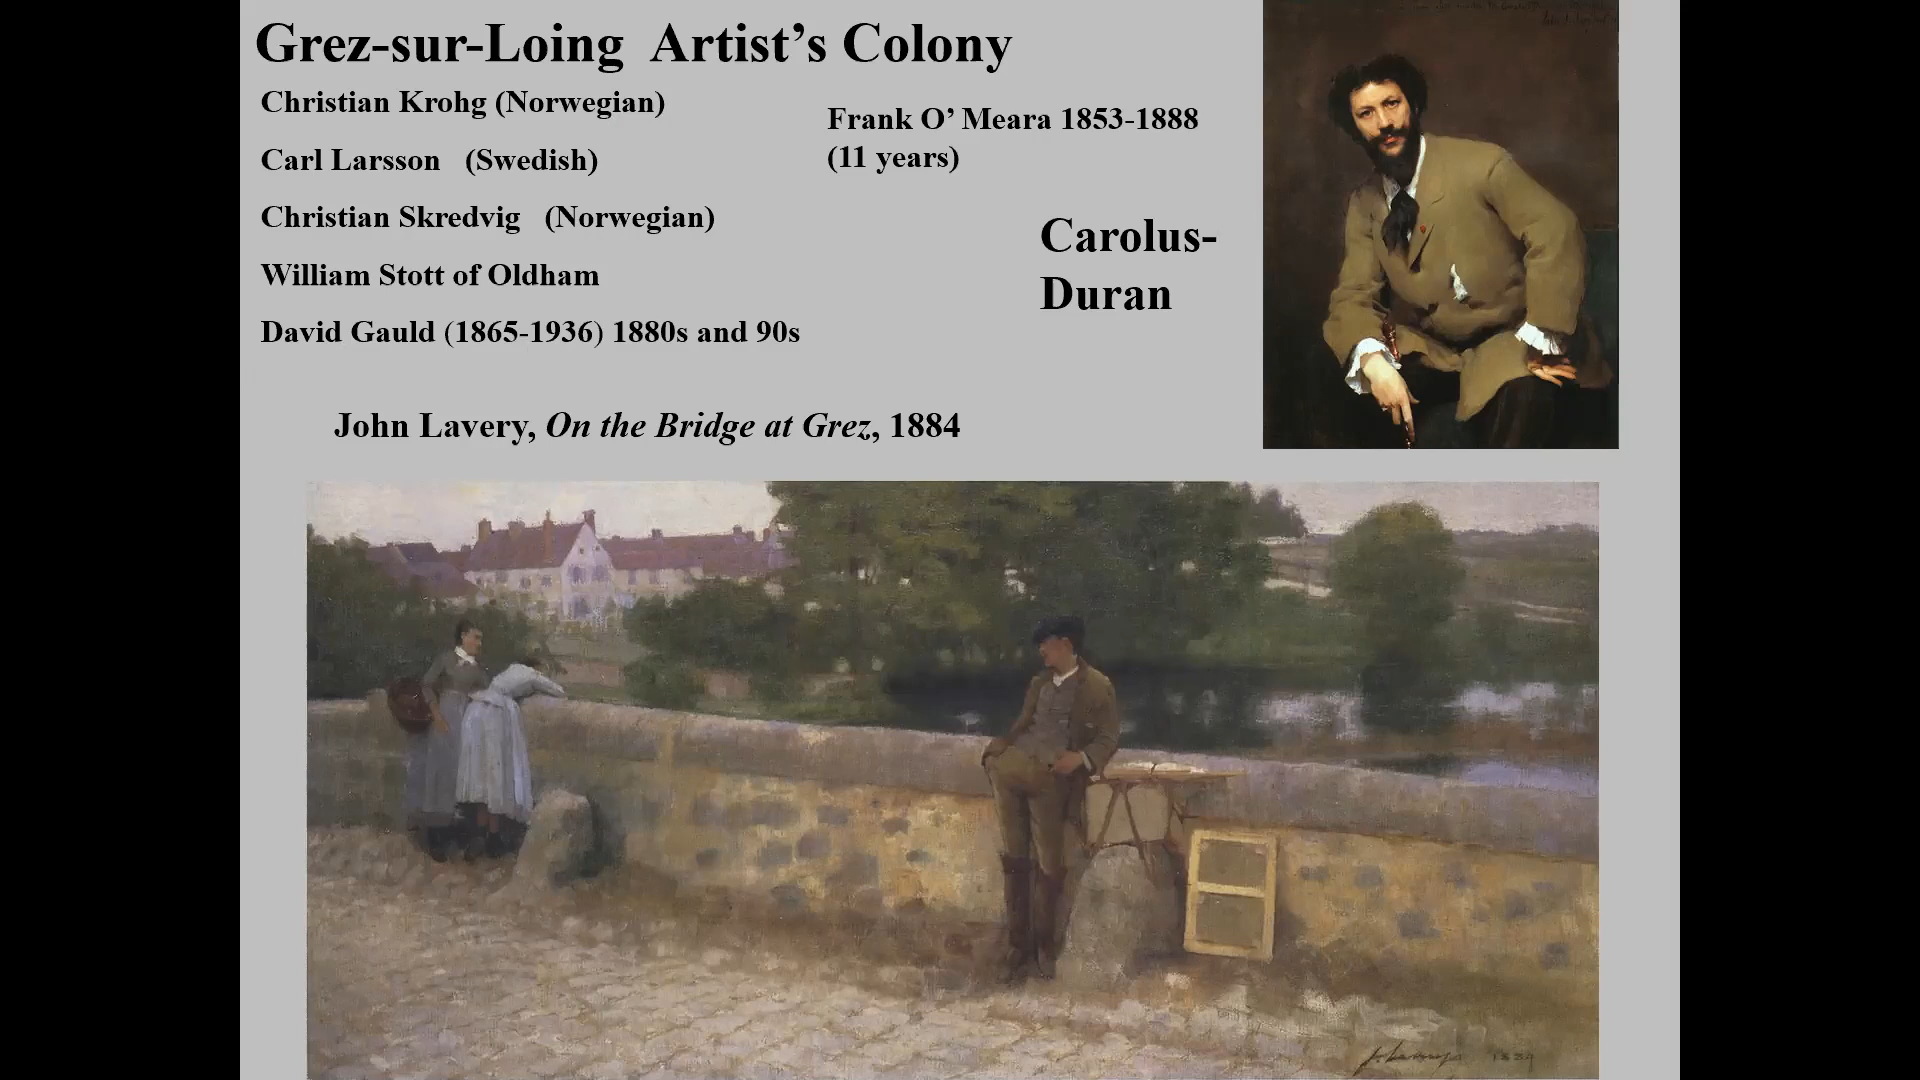 Grez-sur-Loing Artist’s Colony
Christian Krohg (Norwegian)
Carl Larsson (Swedish)
Christian Skredvig (Norwegian)
William Stott of Oldham
David Gauld (1865-1936) 1880s and 90s
Frank O’ Meara 1853-1888
(11 years)
Carolus-
Duran
John Lavery, On the Bridge at Grez, 1884
J. Lavery 1884